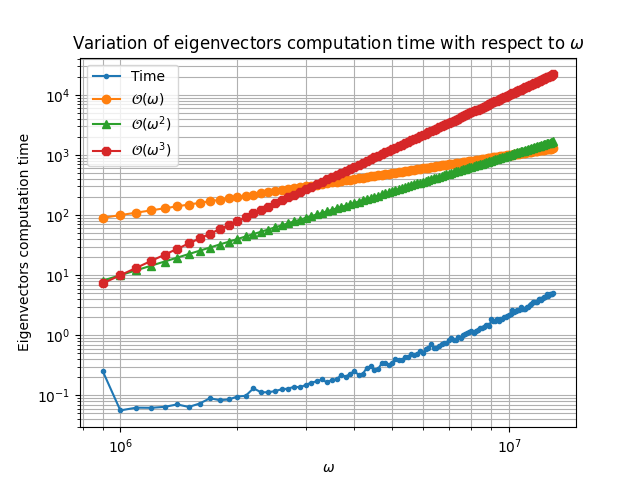 Variation of eigenvectors computation time with respect to ω
Time
𝒪(ω)
𝒪(ω²)
𝒪(ω³)
Eigenvectors computation time
10⁴
10³
10²
10¹
10⁰
10⁻¹
10⁶
10⁷
ω